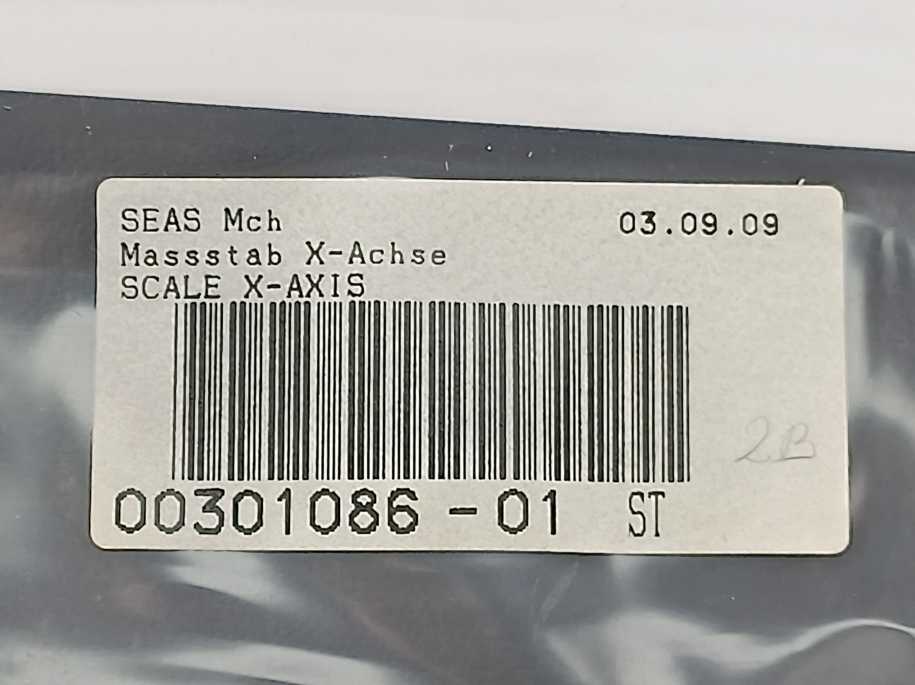 SEAS Mch 03.09.09
Massstab X-Achse
SCALE X-AXIS
2B
00301086 - 01 ST